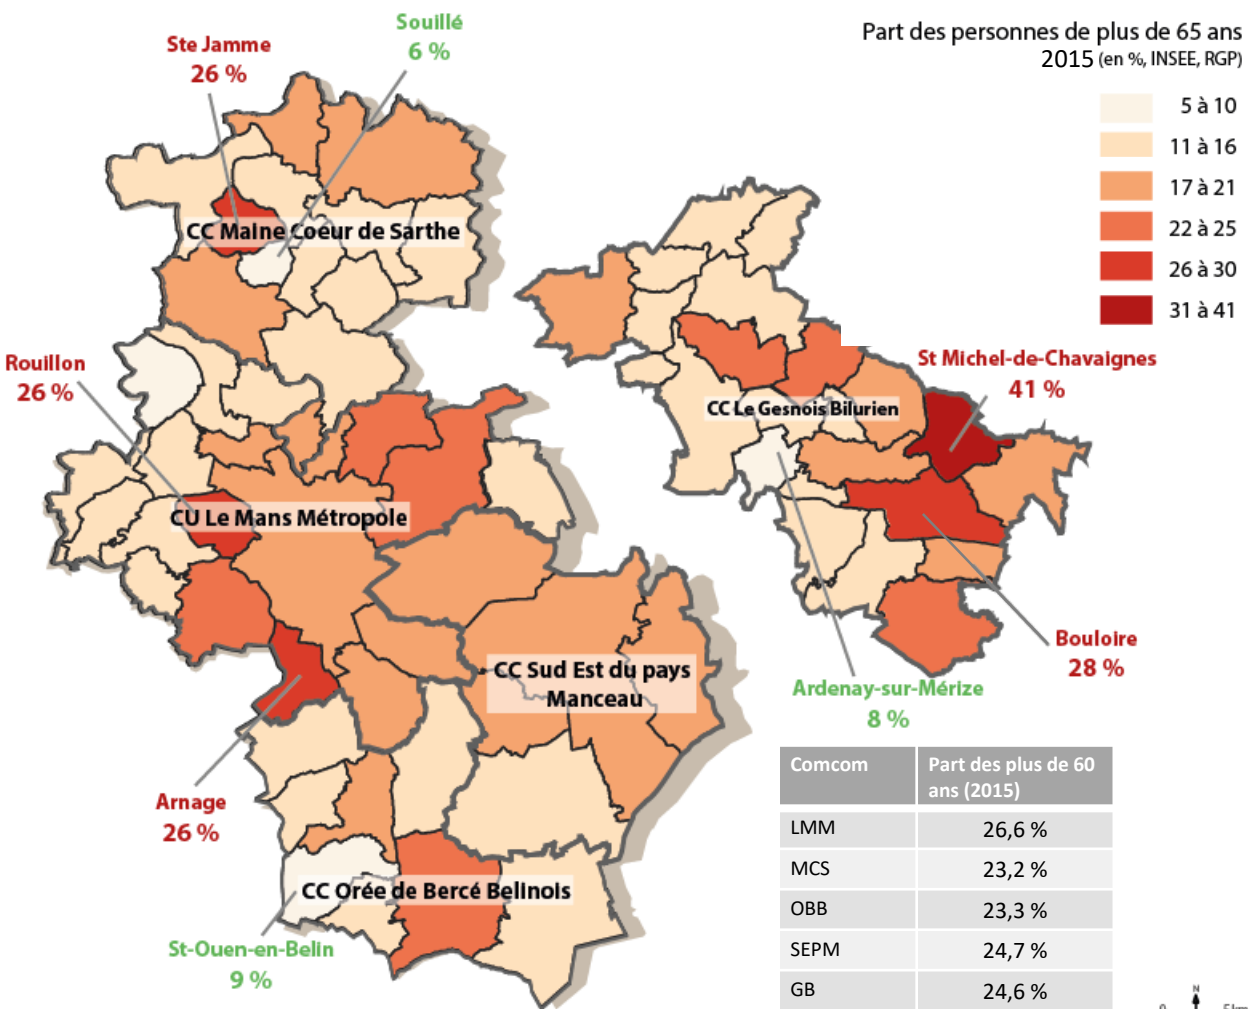 Part des personnes de plus de 65 ans
2015 (en %, INSEE, RGP)
5 à 10
11 à 16
17 à 21
22 à 25
26 à 30
31 à 41
Souillé
6 %
Ste Jamme
26 %
CC Maine Coeur de Sarthe
Rouillon
26 %
St Michel-de-Chavaignes
41 %
CC Le Gesnois Bilurien
CU Le Mans Métropole
Bouloire
28 %
CC Sud Est du pays
Manceau
Ardenay-sur-Mérize
8 %
Arnage
26 %
CC Orée de Bercé Belinois
St-Ouen-en-Belin
9 %
Comcom Part des plus de 60
ans (2015)
LMM 26,6 %
MCS 23,2 %
OBB 23,3 %
SEPM 24,7 %
GB 24,6 %
N